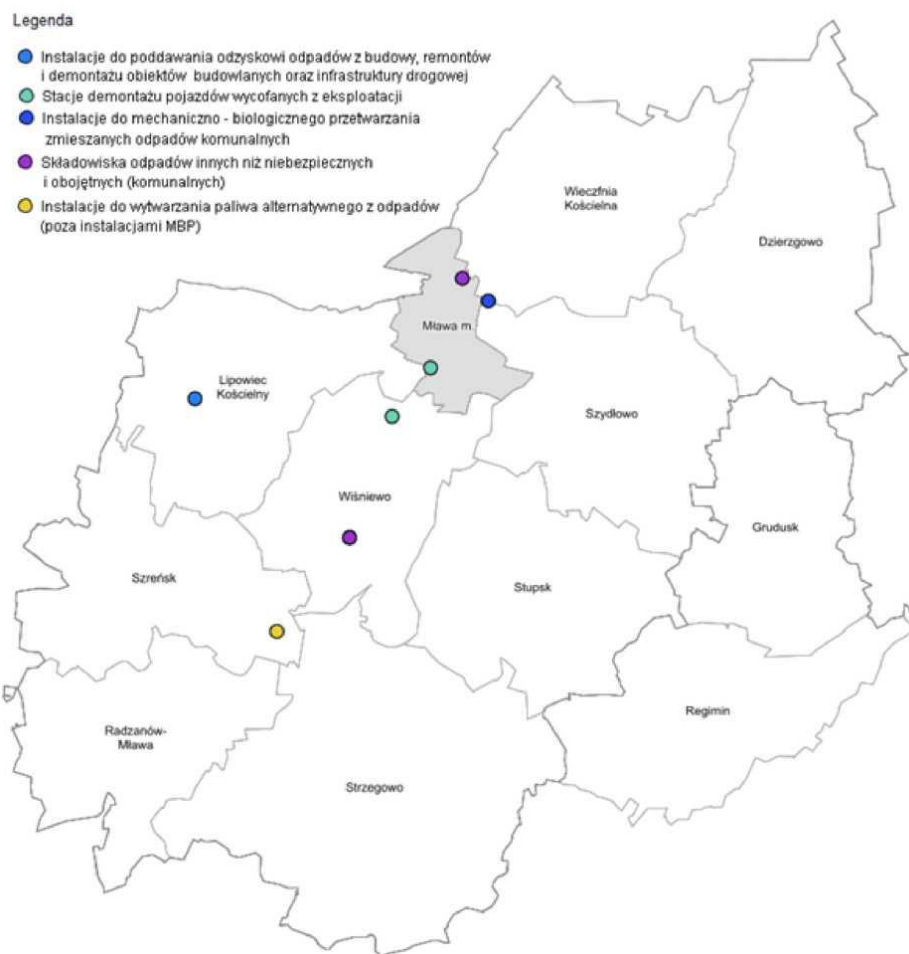 Legenda
Instalacje do poddawania odzyskowi odpadów z budowy, remontów
i demontażu obiektów budowlanych oraz infrastruktury drogowej
Stacje demontażu pojazdów wycofanych z eksploatacji
Instalacje do mechaniczno - biologicznego przetwarzania
zmieszanych odpadów komunalnych
Składowiska odpadów innych niż niebezpiecznych
i obojętnych (komunalnych)
Instalacje do wytwarzania paliwa alternatywnego z odpadów
(poza instalacjami MBP)
Wieczfnia
Kościelna
Dzierzgowo
Mława m.
Lipowiec
Kościelny
Szydłowo
Wiśniewo
Grudusk
Szreńsk
Stupsk
Regimin
Radzanów-
Mława
Strzegowo